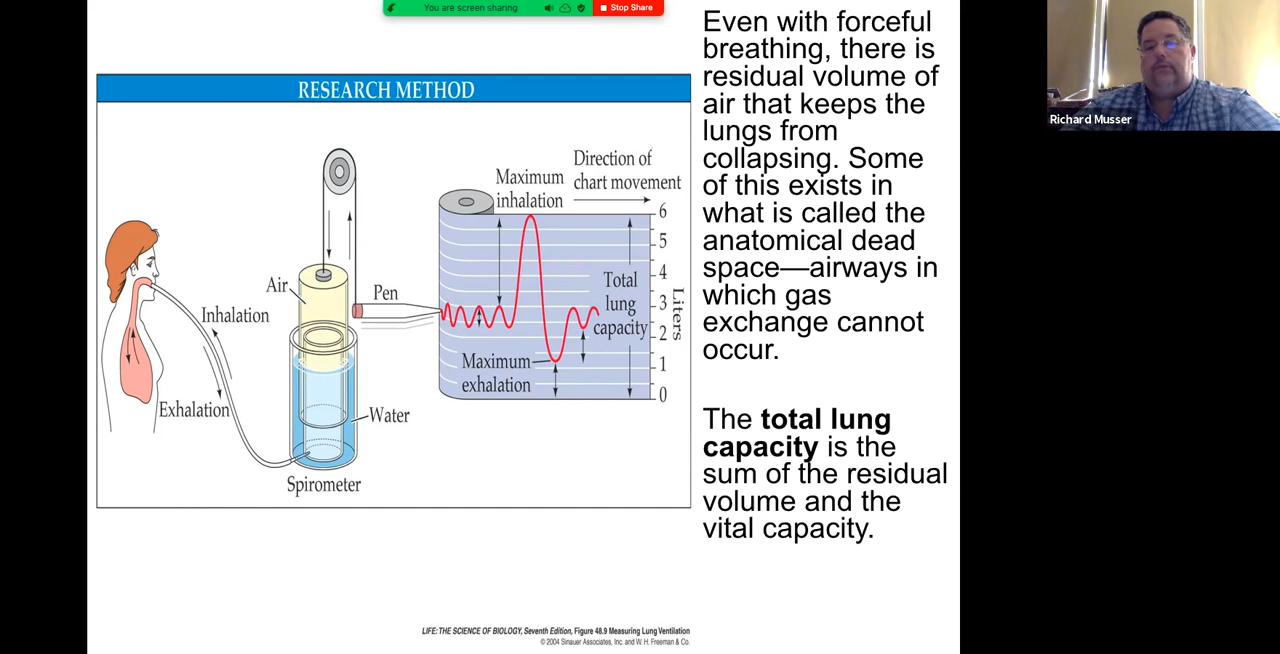 You are screen sharing
Stop Share
RESEARCH METHOD
Direction of
chart movement
Maximum
inhalation
6
5
4
3
2
1
0
Liters
Total
lung
capacity
Air
Pen
Inhalation
Exhalation
Maximum
exhalation
Water
Spirometer
LIFE: THE SCIENCE OF BIOLOGY, Seventh Edition, Figure 48.9 Measuring Lung Ventilation
© 2004 Sinauer Associates, Inc. and W. H. Freeman & Co.
Even with forceful
breathing, there is
residual volume of
air that keeps the
lungs from
collapsing. Some
of this exists in
what is called the
anatomical dead
space—airways in
which gas
exchange cannot
occur.
The total lung
capacity is the
sum of the residual
volume and the
vital capacity.
Richard Musser